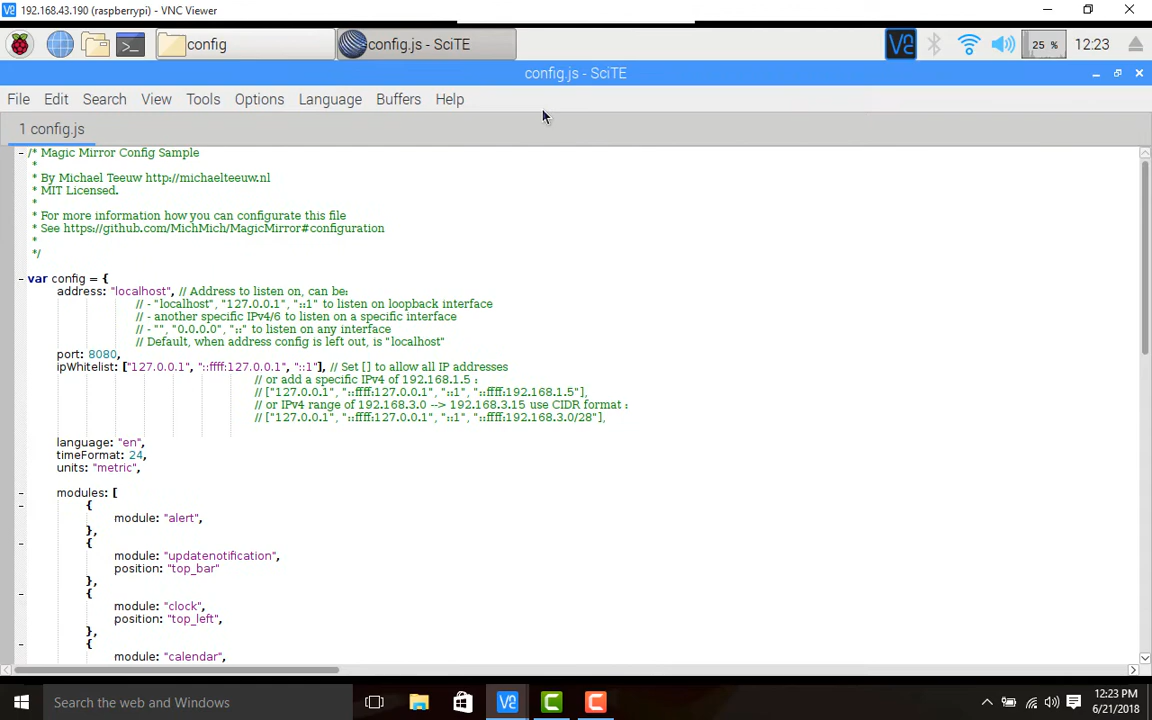 192.168.43.190 (raspberrypi) - VNC Viewer
config
config.js - SciTE
25 %
12:23
config.js - SciTE
File Edit Search View Tools Options Language Buffers Help
1 config.js
/* Magic Mirror Config Sample
*
* By Michael Teeuw http://michaelteeuw.nl
* MIT Licensed.
*
* For more information how you can configurate this file
* See https://github.com/MichMich/MagicMirror#configuration
*
*/
var config = {
address: "localhost", // Address to listen on, can be:
// - "localhost", "127.0.0.1", "::1" to listen on loopback interface
// - another specific IPv4/6 to listen on a specific interface
// - "", "0.0.0.0", "::" to listen on any interface
// Default, when address config is left out, is "localhost"
port: 8080,
ipWhitelist: ["127.0.0.1", "::ffff:127.0.0.1", "::1"], // Set [] to allow all IP addresses
// or add a specific IPv4 of 192.168.1.5 :
// ["127.0.0.1", "::ffff:127.0.0.1", "::1", "::ffff:192.168.1.5"],
// or IPv4 range of 192.168.3.0 --> 192.168.3.15 use CIDR format :
// ["127.0.0.1", "::ffff:127.0.0.1", "::1", "::ffff:192.168.3.0/28"],
language: "en",
timeFormat: 24,
units: "metric",
modules: [
{
module: "alert",
},
{
module: "updatenotification",
position: "top_bar"
},
{
module: "clock",
position: "top_left",
},
{
module: "calendar",
Search the web and Windows
12:23 PM
6/21/2018